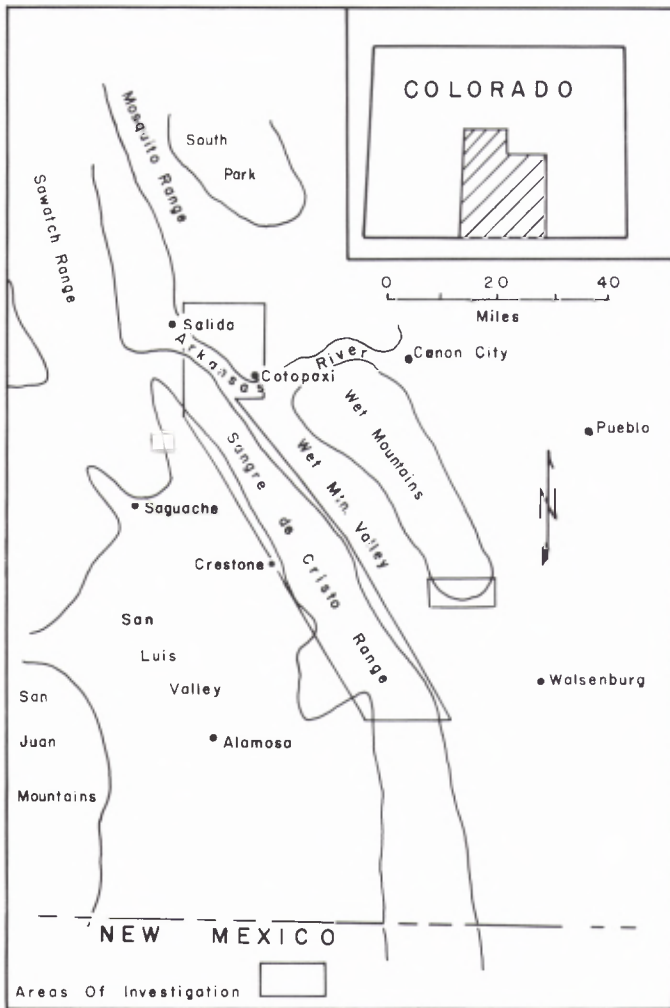 COLORADO
Mosquito Range
South
Park
Sawatch Range
0 20 40
Miles
Salida
Arkansas
River
Canon City
Cotopaxi
Wet Mountains
Pueblo
Sangre de Cristo Range
Wet Mtn. Valley
N
Saguache
Crestone
San
Luis
Valley
San
Juan
Mountains
Walsenburg
Alamosa
NEW MEXICO
Areas Of Investigation